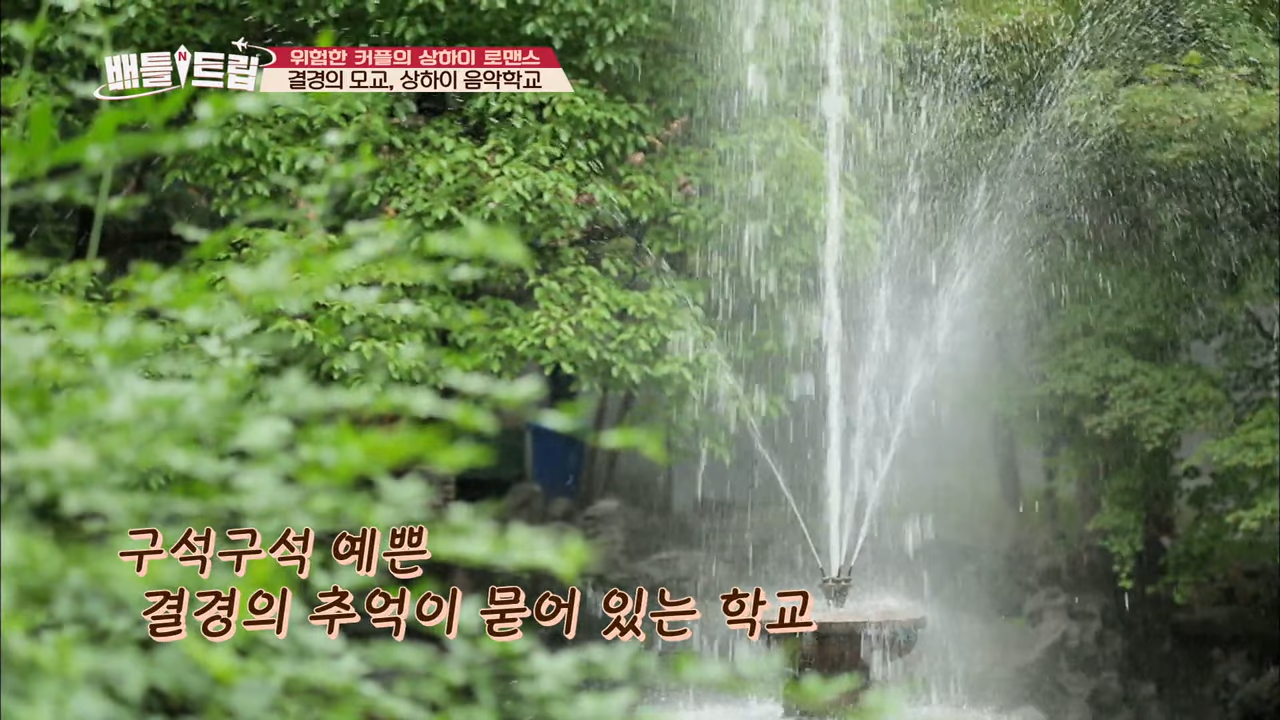 배틀트립
위험한 커플의 상하이 로맨스
결경의 모교, 상하이 음악학교
구석구석 예쁜
결경의 추억이 묻어 있는 학교